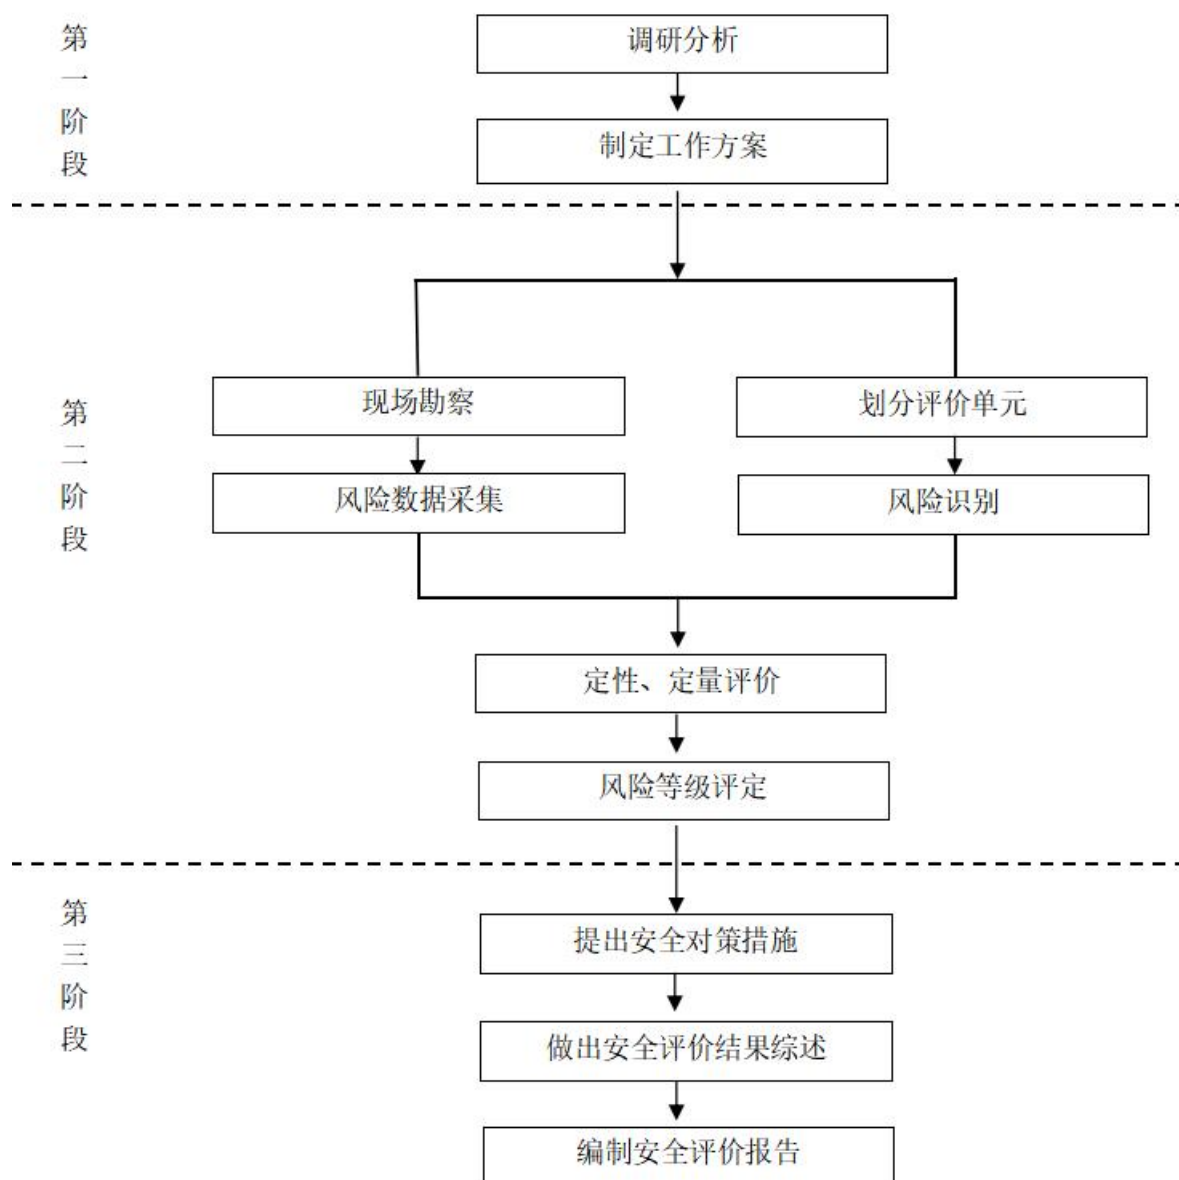 第一阶段
调研分析
制定工作方案
第二阶段
现场勘察
划分评价单元
风险数据采集
风险识别
定性、定量评价
风险等级评定
第三阶段
提出安全对策措施
做出安全评价结果综述
编制安全评价报告